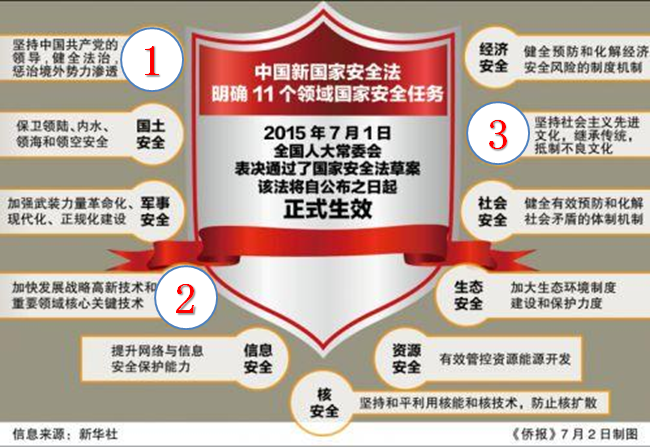 中国新国家安全法
明确11个领域国家安全任务
2015年7月1日
全国人大常委会
表决通过了国家安全法草案
该法将自公布之日起
正式生效
1
坚持中国共产党的
领导,健全法治,
惩治境外势力渗透
国土
安全
保卫领陆、内水、
领海和领空安全
军事
安全
加强武装力量革命化、
现代化、正规化建设
2
加快发展战略高新技术和
重要领域核心关键技术
信息
安全
提升网络与信息
安全保护能力
核
安全
坚持和平利用核能和核技术,防止核扩散
经济
安全
健全预防和化解经济
安全风险的制度机制
3
坚持社会主义先进
文化,继承传统,
抵制不良文化
社会
安全
健全有效预防和化解
社会矛盾的体制机制
生态
安全
加大生态环境制度
建设和保护力度
资源
安全
有效管控资源能源开发
信息来源：新华社
《侨报》7月2日制图